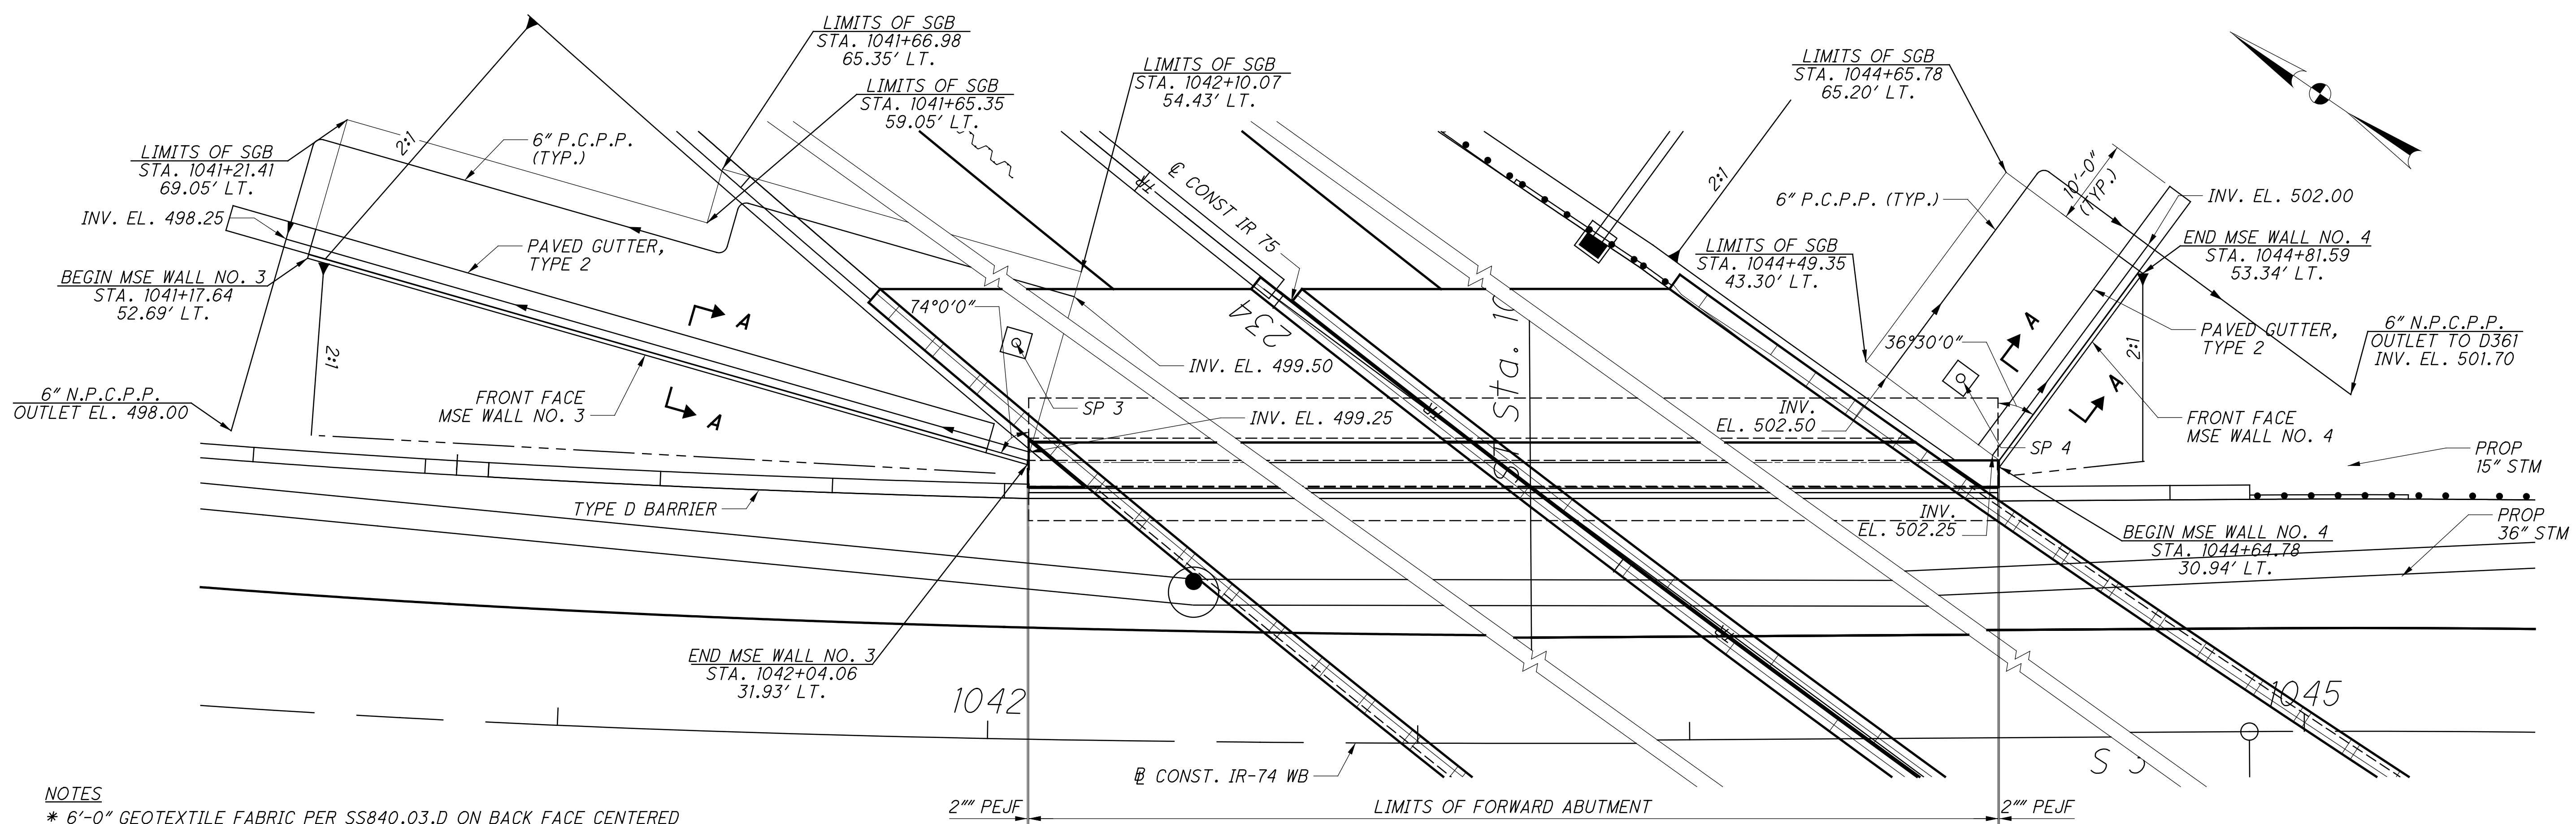 LIMITS OF SGB
STA. 1041+66.98
65.35' LT.
LIMITS OF SGB
STA. 1041+65.35
59.05' LT.
LIMITS OF SGB
STA. 1042+10.07
54.43' LT.
LIMITS OF SGB
STA. 1044+65.78
65.20' LT.
LIMITS OF SGB
STA. 1041+21.41
69.05' LT.
2:1
6" P.C.P.P.
(TYP.)
INV. EL. 498.25
PAVED GUTTER,
TYPE 2
BEGIN MSE WALL NO. 3
STA. 1041+17.64
52.69' LT.
2:1
A
A
FRONT FACE
MSE WALL NO. 3
6" N.P.C.P.P.
OUTLET EL. 498.00
TYPE D BARRIER
74°0'0"
HP
℄ CONST IR 75
234
INV. EL. 499.50
SP 3
INV. EL. 499.25
2:1
6" P.C.P.P. (TYP.)
10'-0"
(TYP.)
INV. EL. 502.00
LIMITS OF SGB
STA. 1044+49.35
43.30' LT.
END MSE WALL NO. 4
STA. 1044+81.59
53.34' LT.
36°30'0"
A
A
2:1
PAVED GUTTER,
TYPE 2
6" N.P.C.P.P.
OUTLET TO D361
INV. EL. 501.70
INV.
EL. 502.50
FRONT FACE
MSE WALL NO. 4
SP 4
PROP
15" STM
INV.
EL. 502.25
BEGIN MSE WALL NO. 4
STA. 1044+64.78
30.94' LT.
PROP
36" STM
Sta. 10
END MSE WALL NO. 3
STA. 1042+04.06
31.93' LT.
1042
1045
B̲L CONST. IR-74 WB
NOTES
* 6'-0" GEOTEXTILE FABRIC PER SS840.03.D ON BACK FACE CENTERED
2"" PEJF
LIMITS OF FORWARD ABUTMENT
2"" PEJF